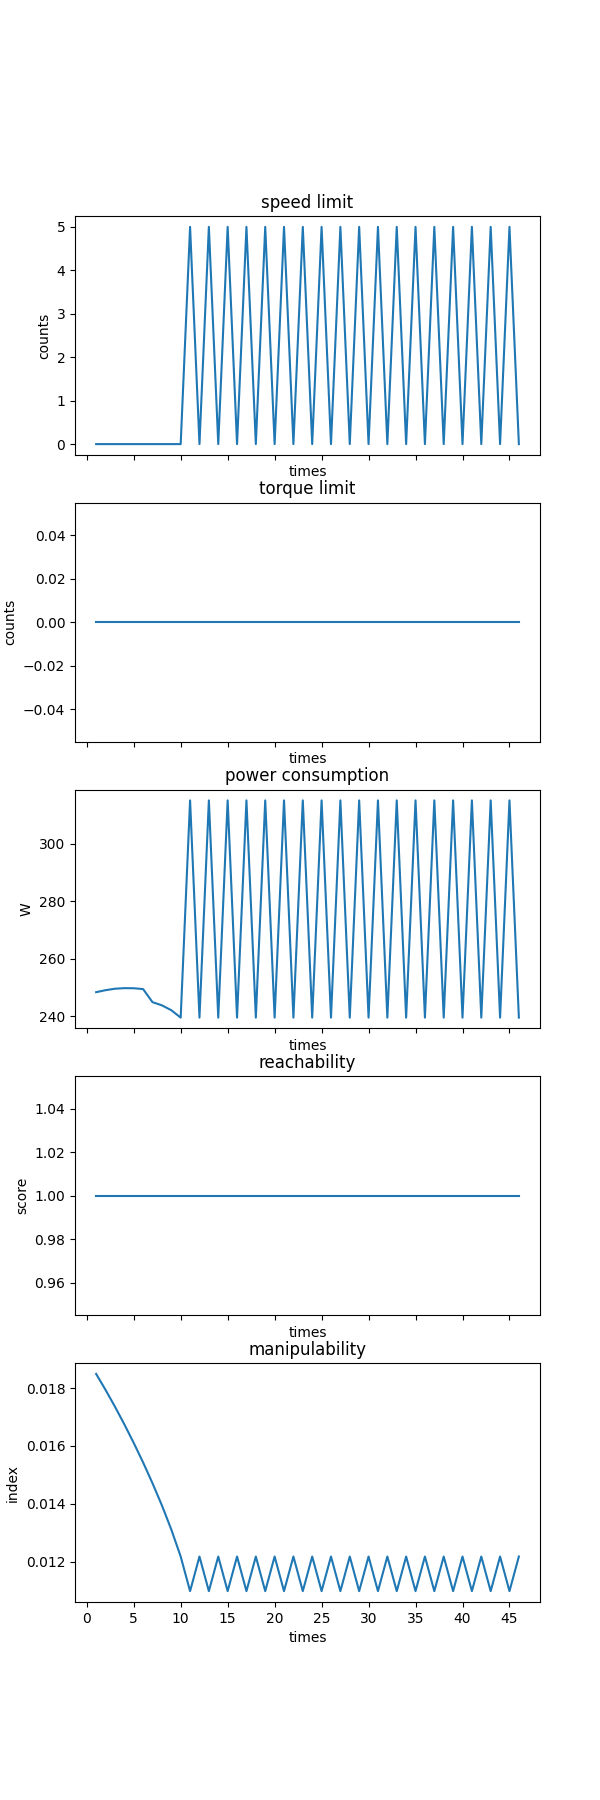 speed limit
5
4
3
2
1
0
counts
times
torque limit
0.04
0.02
0.00
−0.02
−0.04
counts
times
power consumption
300
280
260
240
W
times
reachability
1.04
1.02
1.00
0.98
0.96
score
times
manipulability
0.018
0.016
0.014
0.012
index
0 5 10 15 20 25 30 35 40 45
times